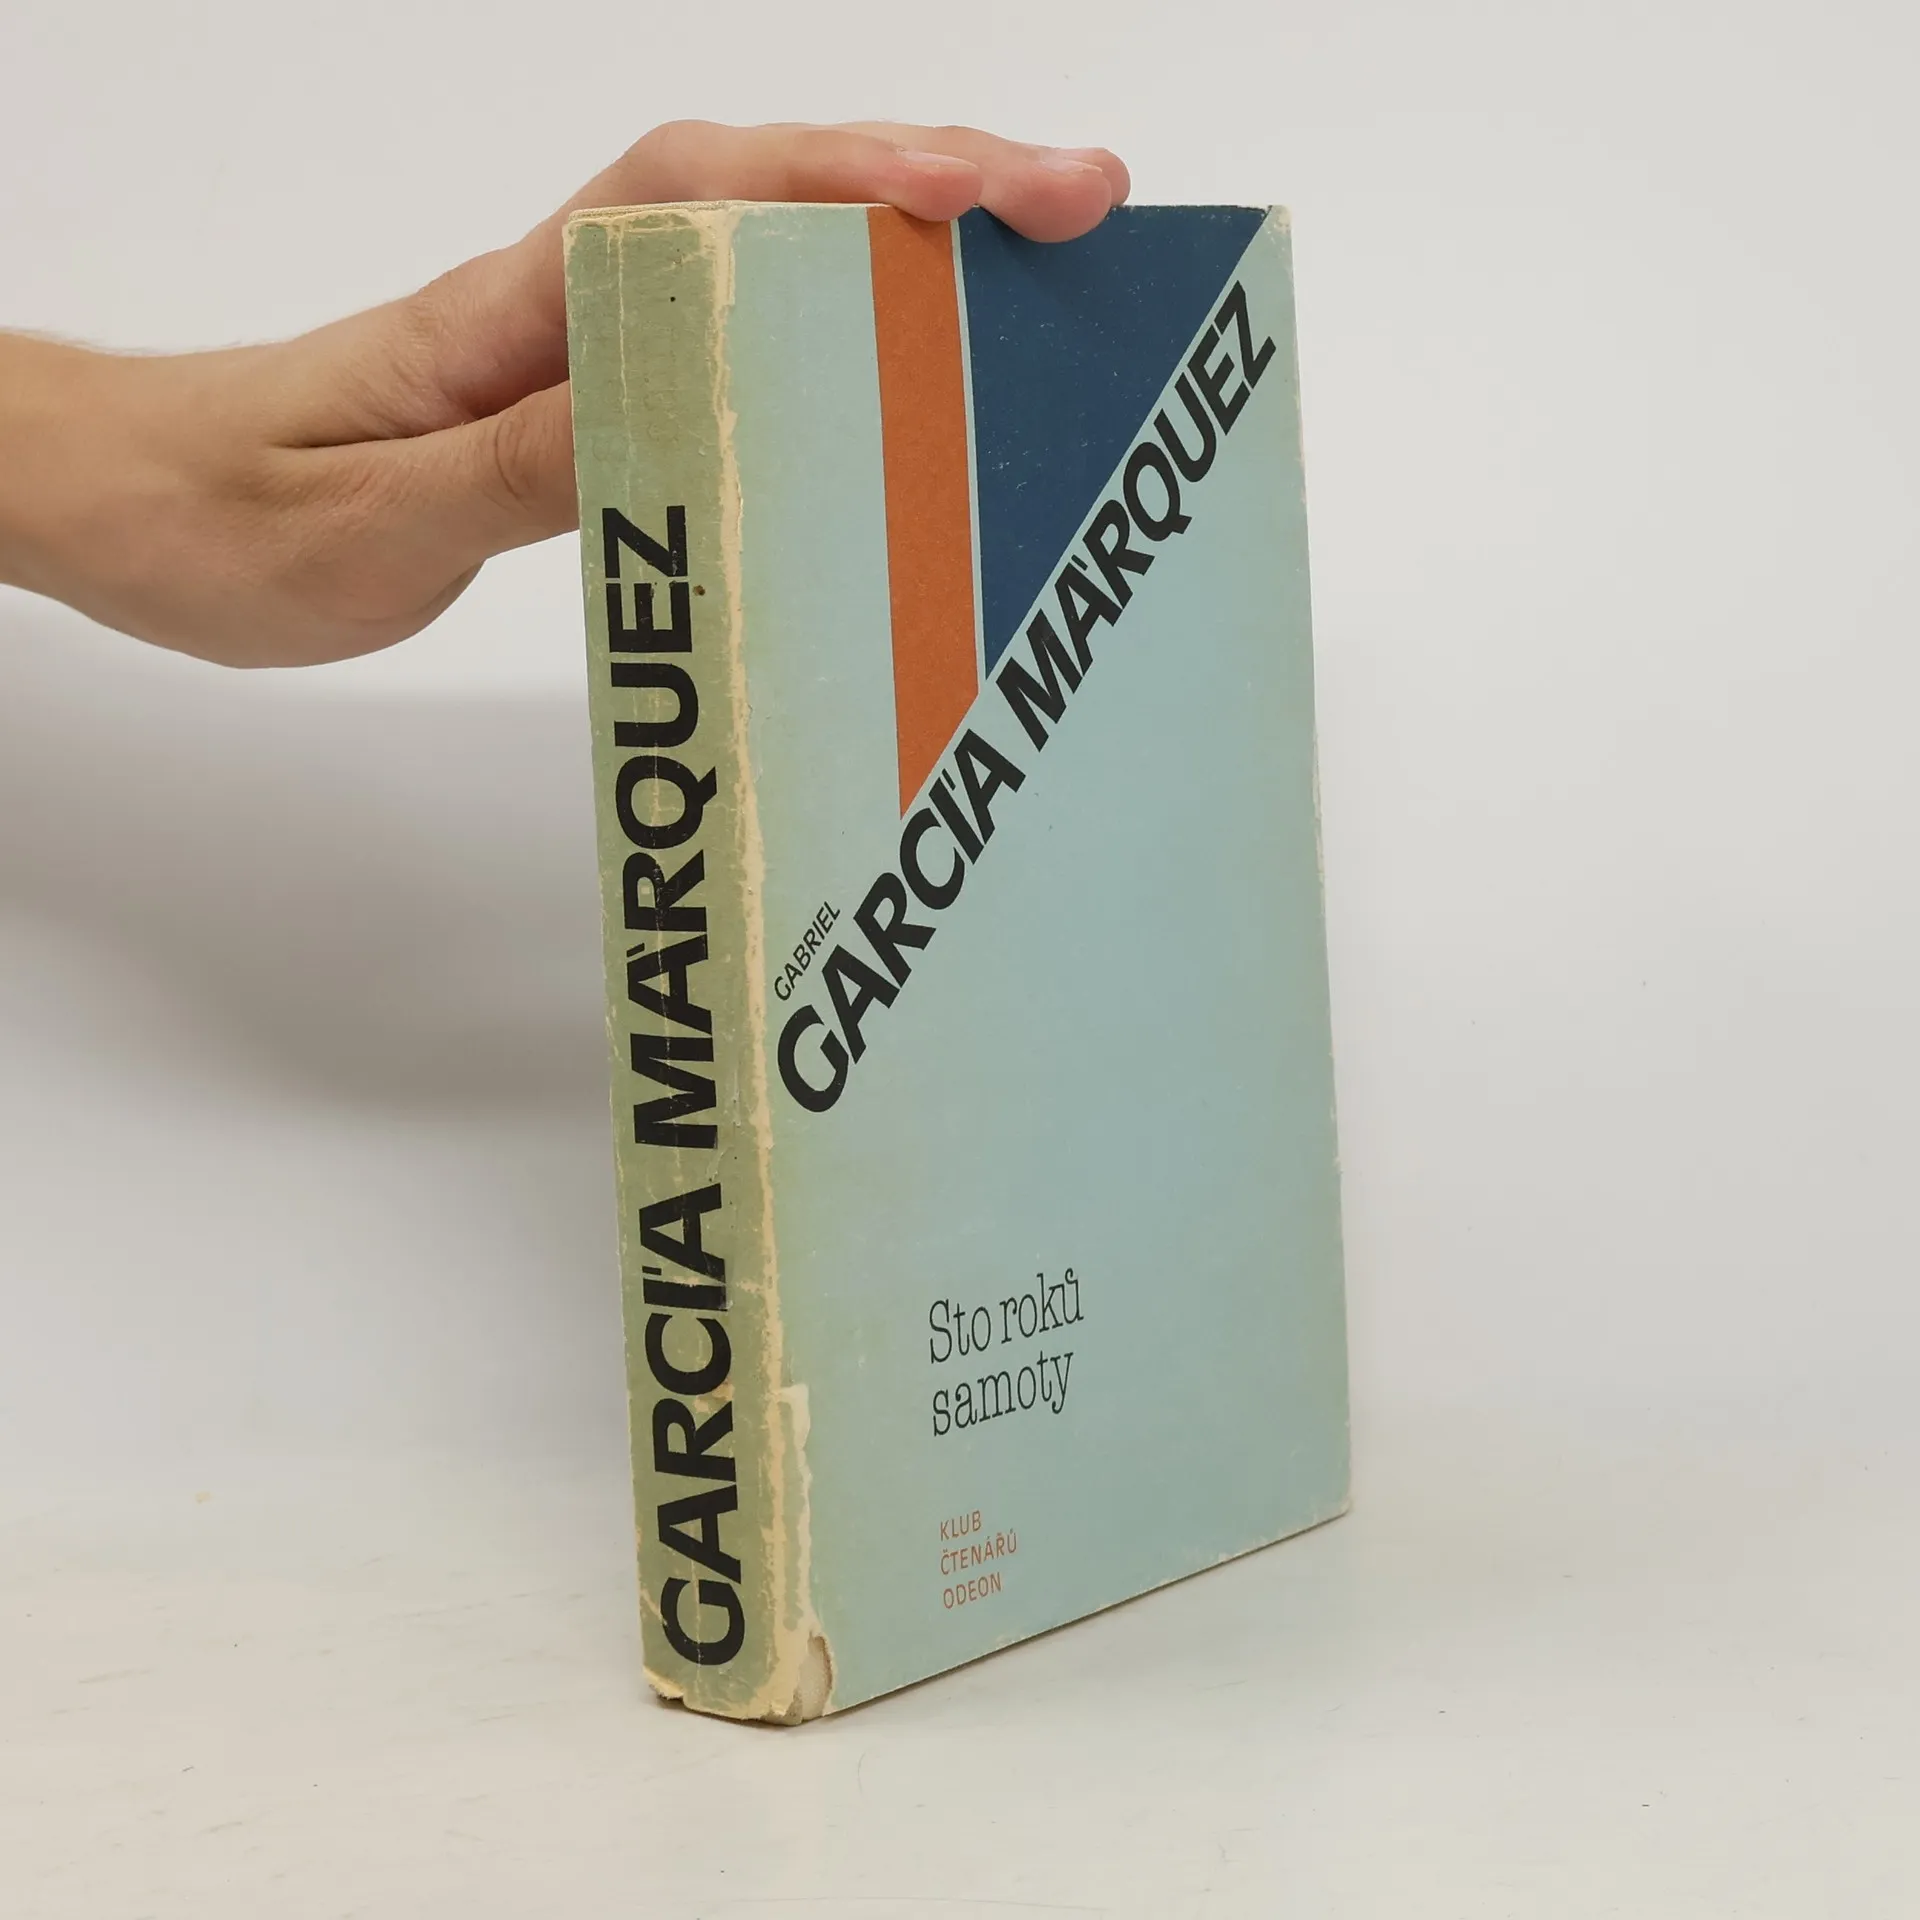 GARCÍA MÁRQUEZ
GABRIEL
GARCÍA MÁRQUEZ
Sto roků
samoty
KLUB
ČTENÁŘŮ
ODEON